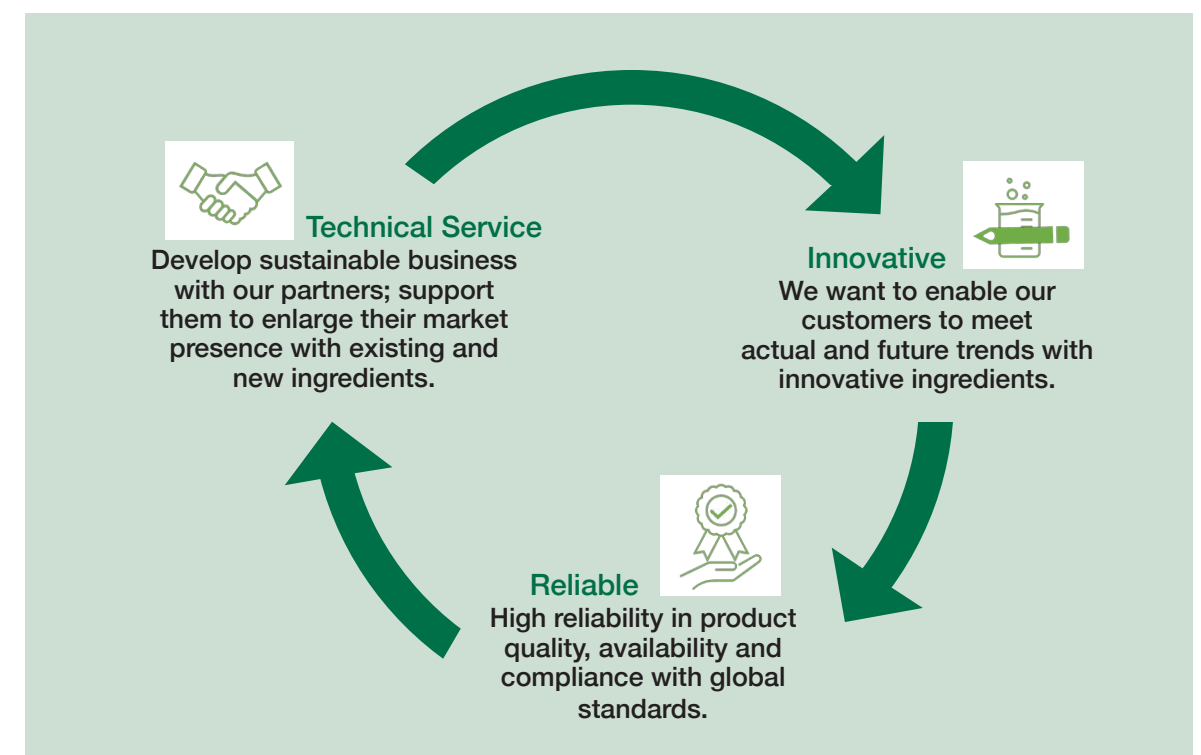 Technical Service
Develop sustainable business
with our partners; support
them to enlarge their market
presence with existing and
new ingredients.
Innovative
We want to enable our
customers to meet
actual and future trends with
innovative ingredients.
Reliable
High reliability in product
quality, availability and
compliance with global
standards.